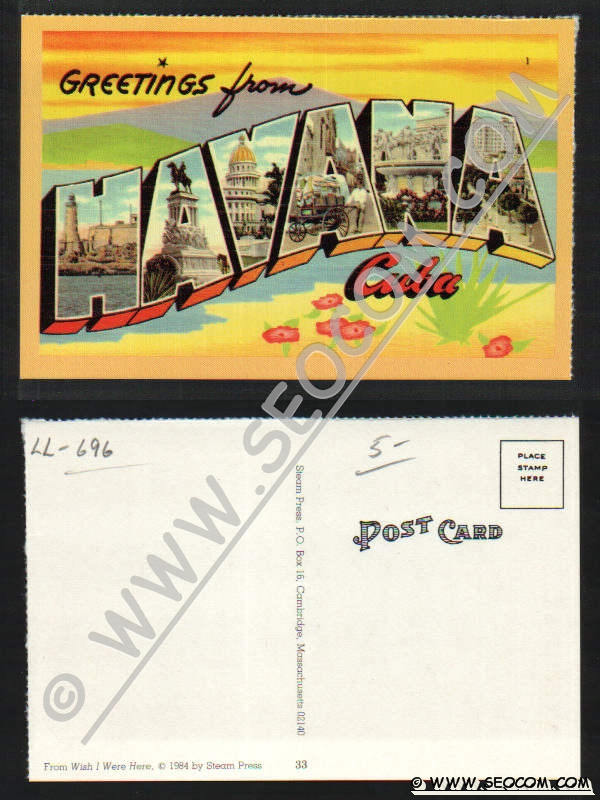 GREETINGS from
1
HAVANA
Cuba
LL-696
5-
PLACE
STAMP
HERE
POST CARD
Steam Press, P.O. Box 16, Cambridge, Massachusetts 02140
From Wish I Were Here, © 1984 by Steam Press
33
© WWW.SEOCOM.COM
© WWW.SEOCOM.COM